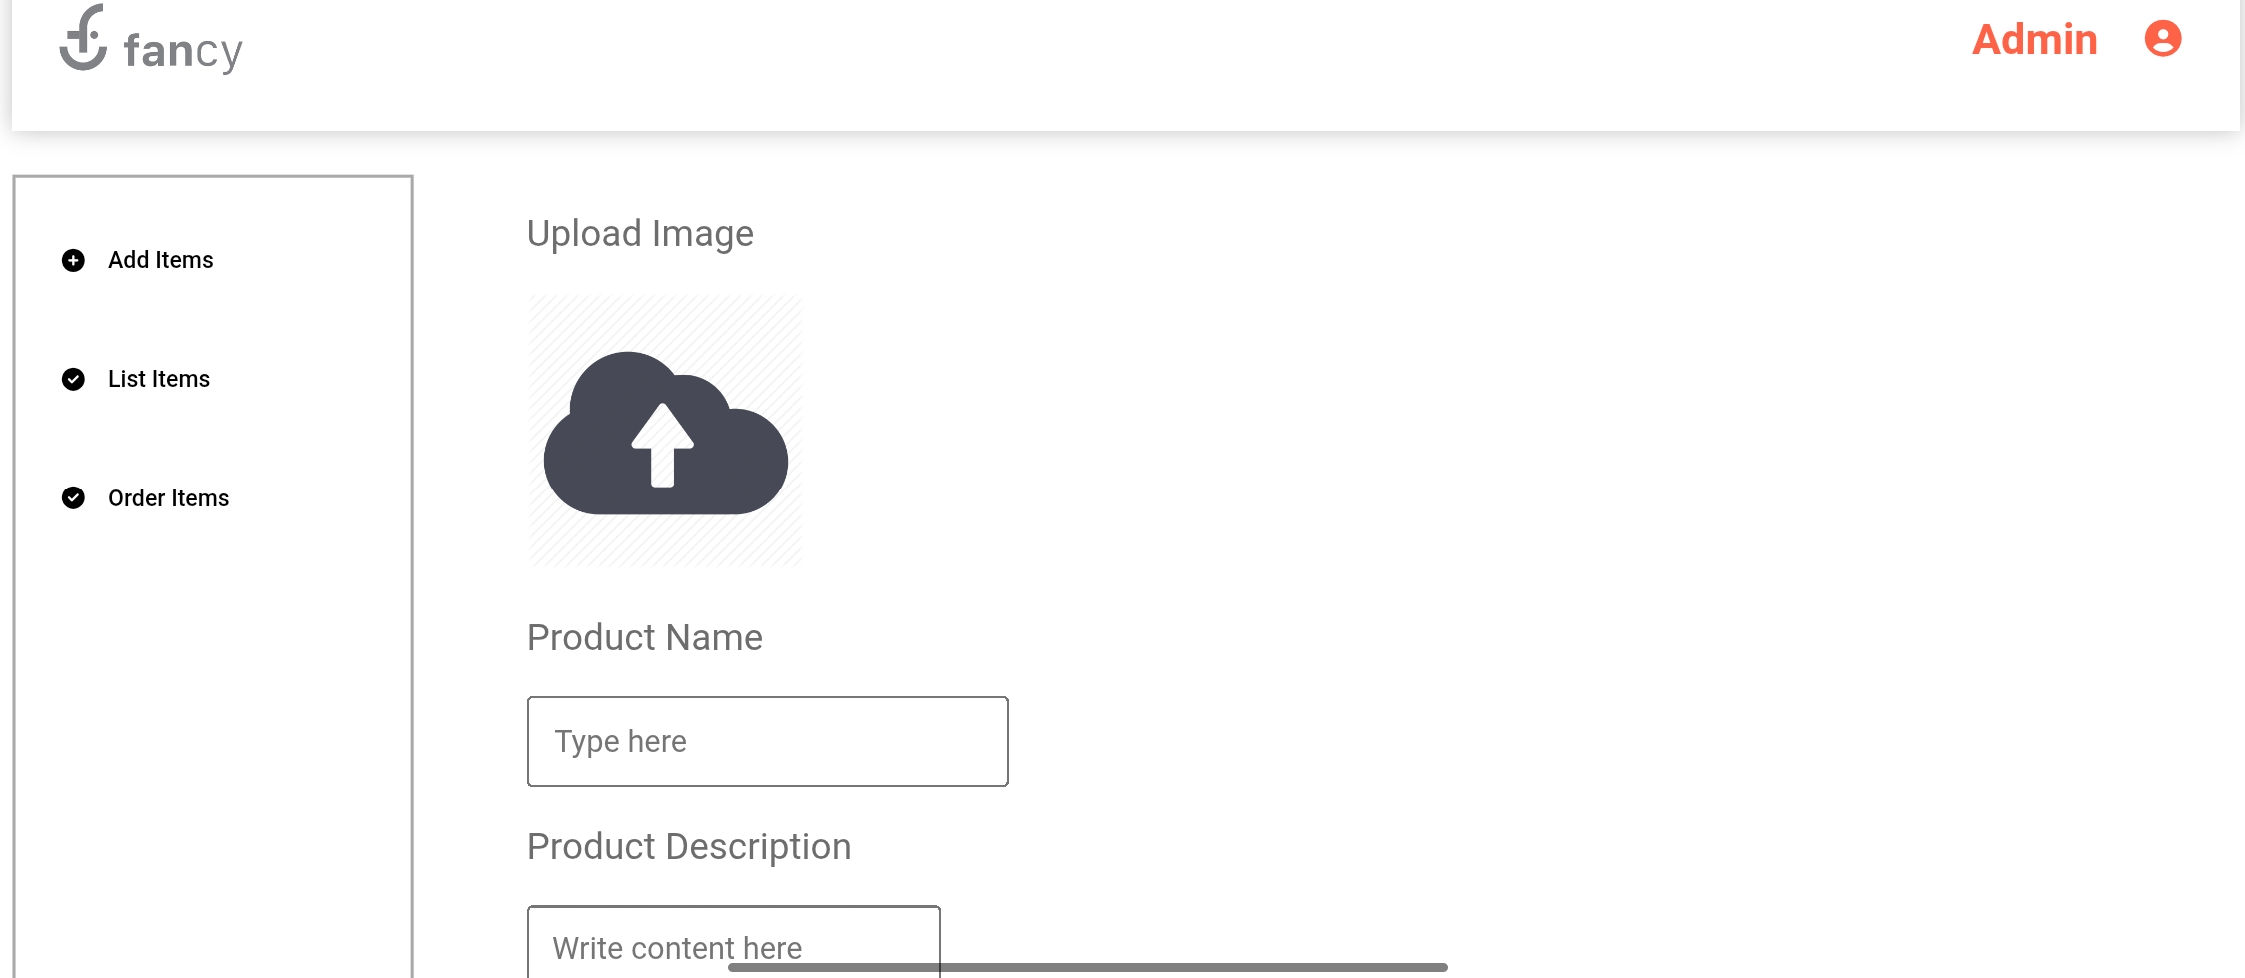 fancy
Admin
Add Items
List Items
Order Items
Upload Image
Product Name
Type here
Product Description
Write content here